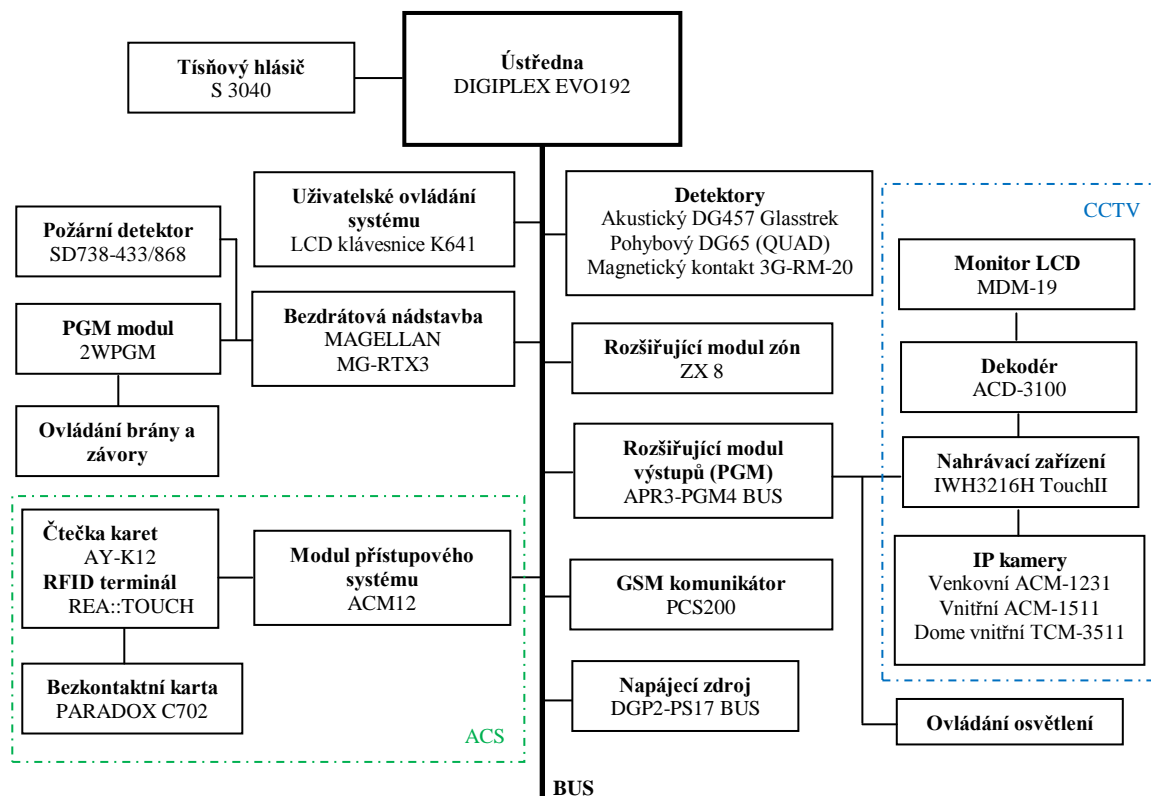 Tísňový hlásič
S 3040
Ústředna
DIGIPLEX EVO192
Uživatelské ovládání
systému
LCD klávesnice K641
Požární detektor
SD738-433/868
PGM modul
2WPGM
Bezdrátová nádstavba
MAGELLAN
MG-RTX3
Ovládání brány a
závory
Čtečka karet
AY-K12
RFID terminál
REA::TOUCH
Modul přístupového
systému
ACM12
Bezkontaktní karta
PARADOX C702
ACS
Detektory
Akustický DG457 Glasstrek
Pohybový DG65 (QUAD)
Magnetický kontakt 3G-RM-20
Rozšiřující modul zón
ZX 8
Rozšiřující modul
výstupů (PGM)
APR3-PGM4 BUS
GSM komunikátor
PCS200
Napájecí zdroj
DGP2-PS17 BUS
BUS
CCTV
Monitor LCD
MDM-19
Dekodér
ACD-3100
Nahrávací zařízení
IWH3216H TouchII
IP kamery
Venkovní ACM-1231
Vnitřní ACM-1511
Dome vnitřní TCM-3511
Ovládání osvětlení